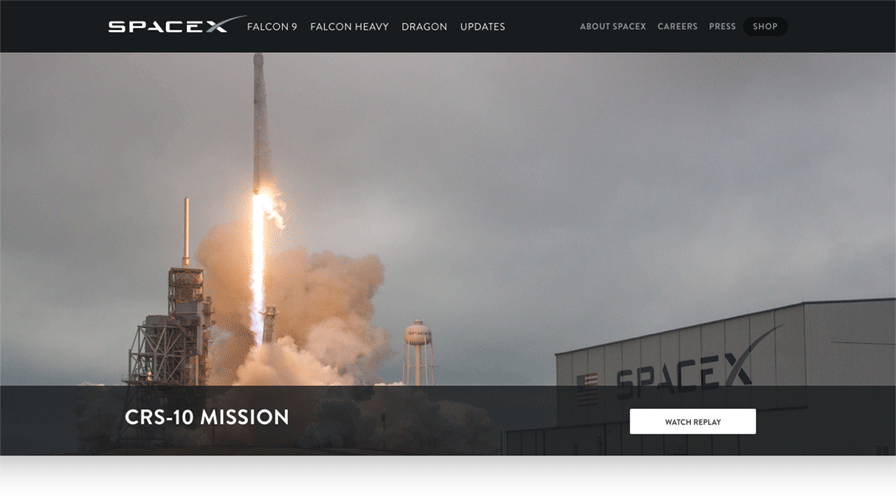 SPACEX FALCON 9 FALCON HEAVY DRAGON UPDATES ABOUT SPACEX CAREERS PRESS SHOP
SPACEX
CRS-10 MISSION
WATCH REPLAY